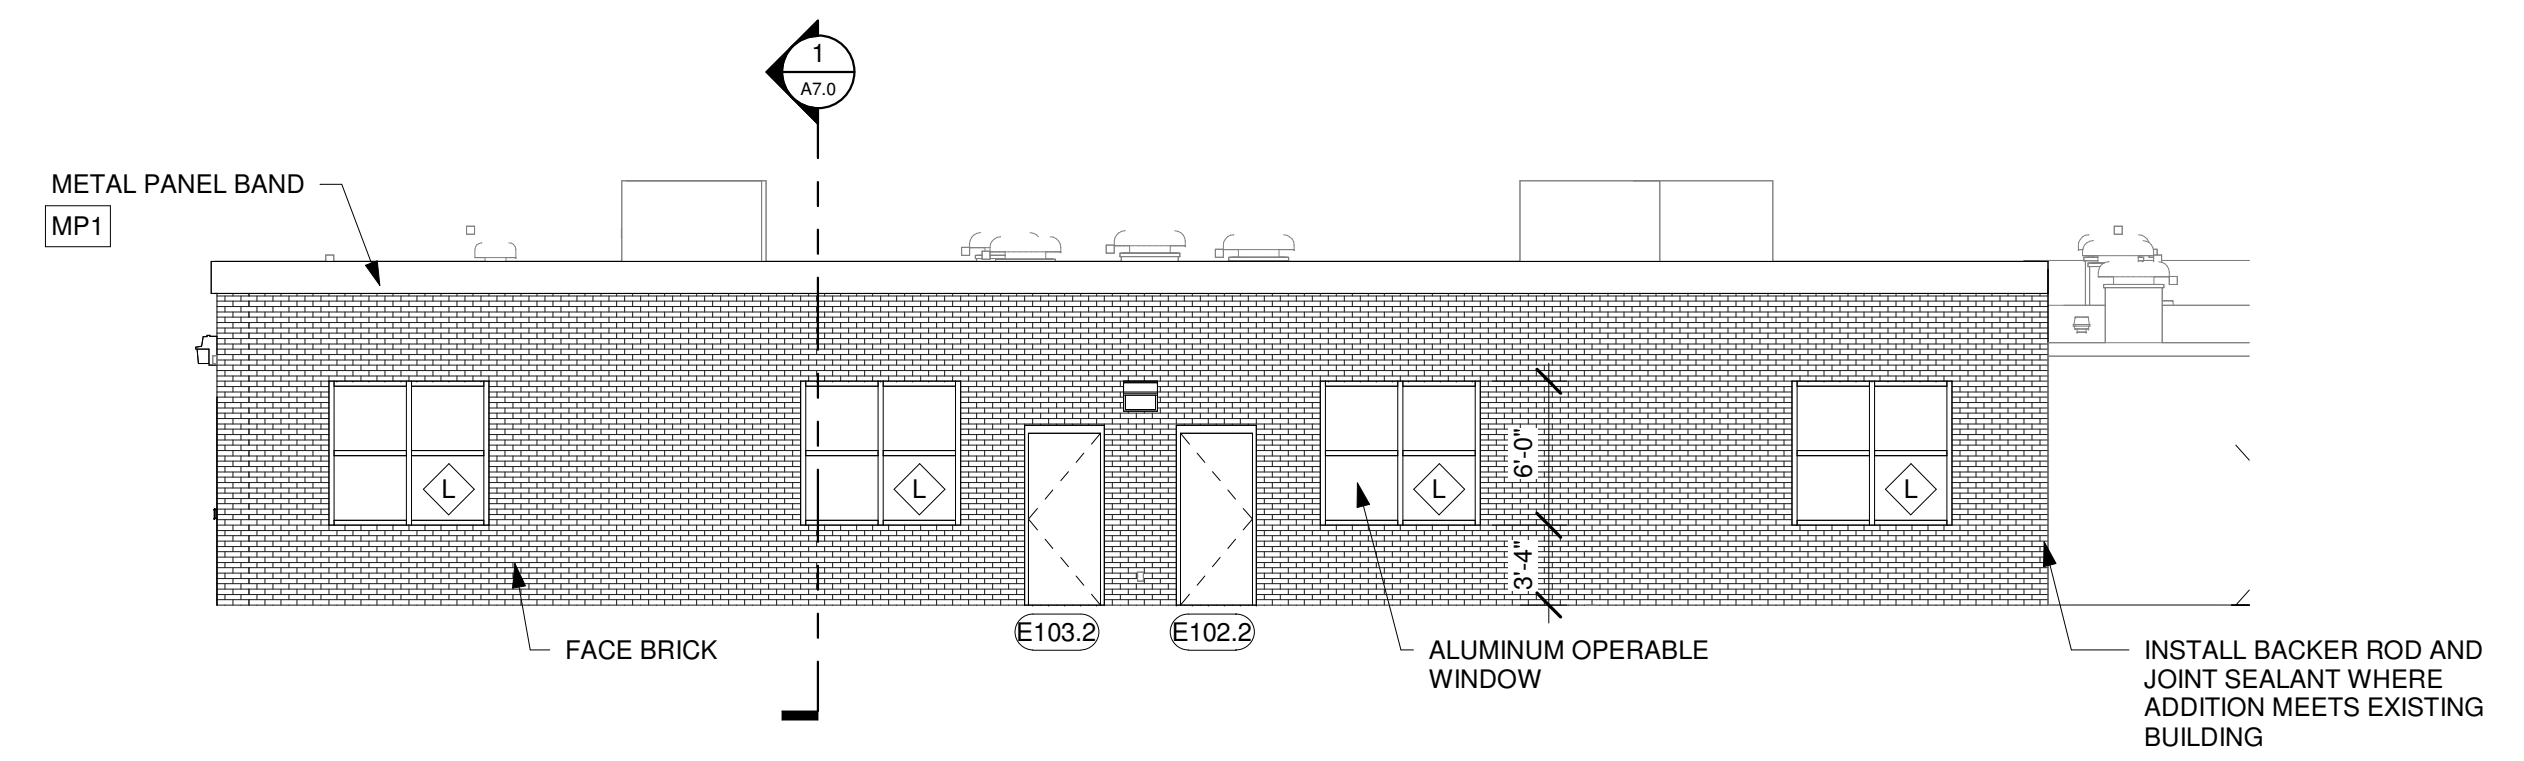 1
A7.0
METAL PANEL BAND
MP1
L
L
L
L
6'-0"
3'-4"
E103.2
E102.2
FACE BRICK
ALUMINUM OPERABLE
WINDOW
INSTALL BACKER ROD AND
JOINT SEALANT WHERE
ADDITION MEETS EXISTING
BUILDING